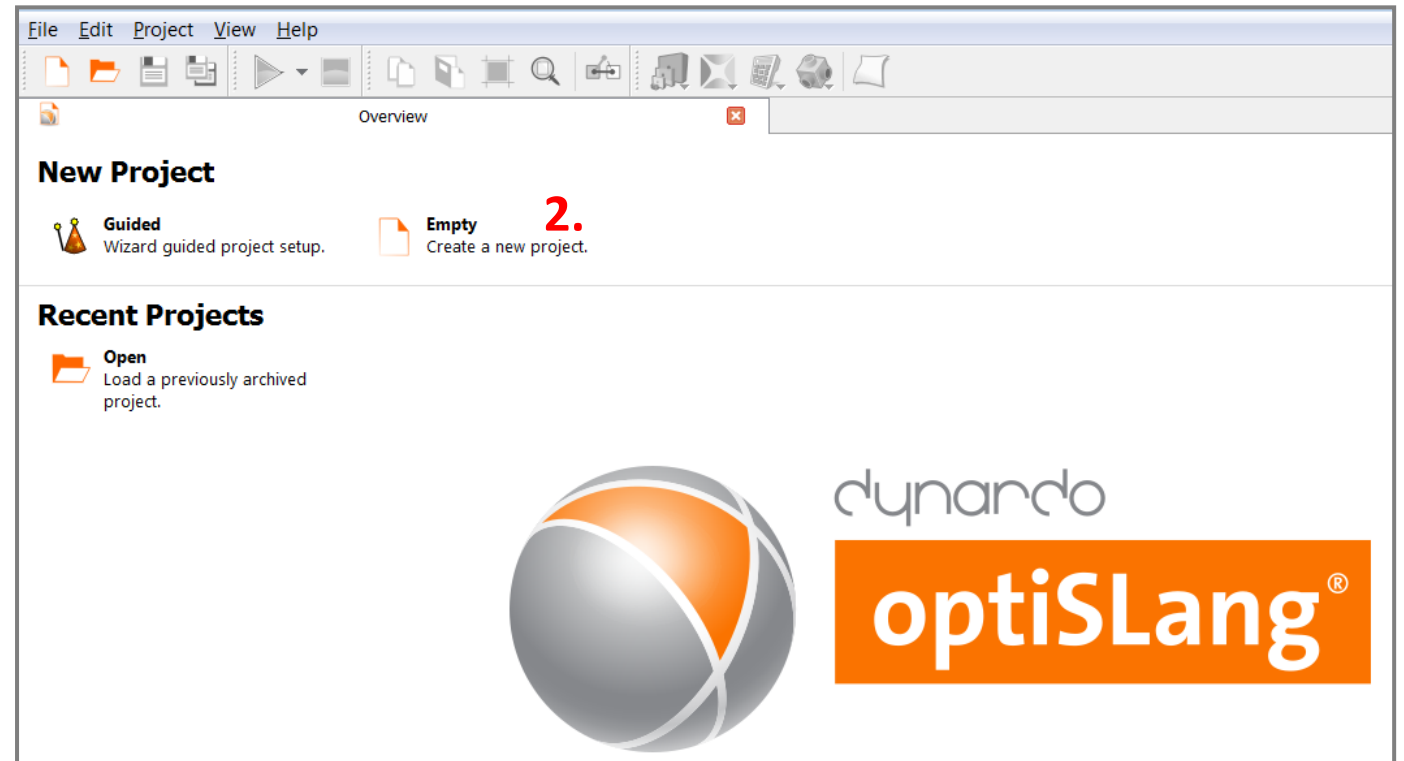 File Edit Project View Help
Overview
New Project
Guided
Wizard guided project setup.
Empty
Create a new project.
2.
Recent Projects
Open
Load a previously archived
project.
dynardo
optiSLang®